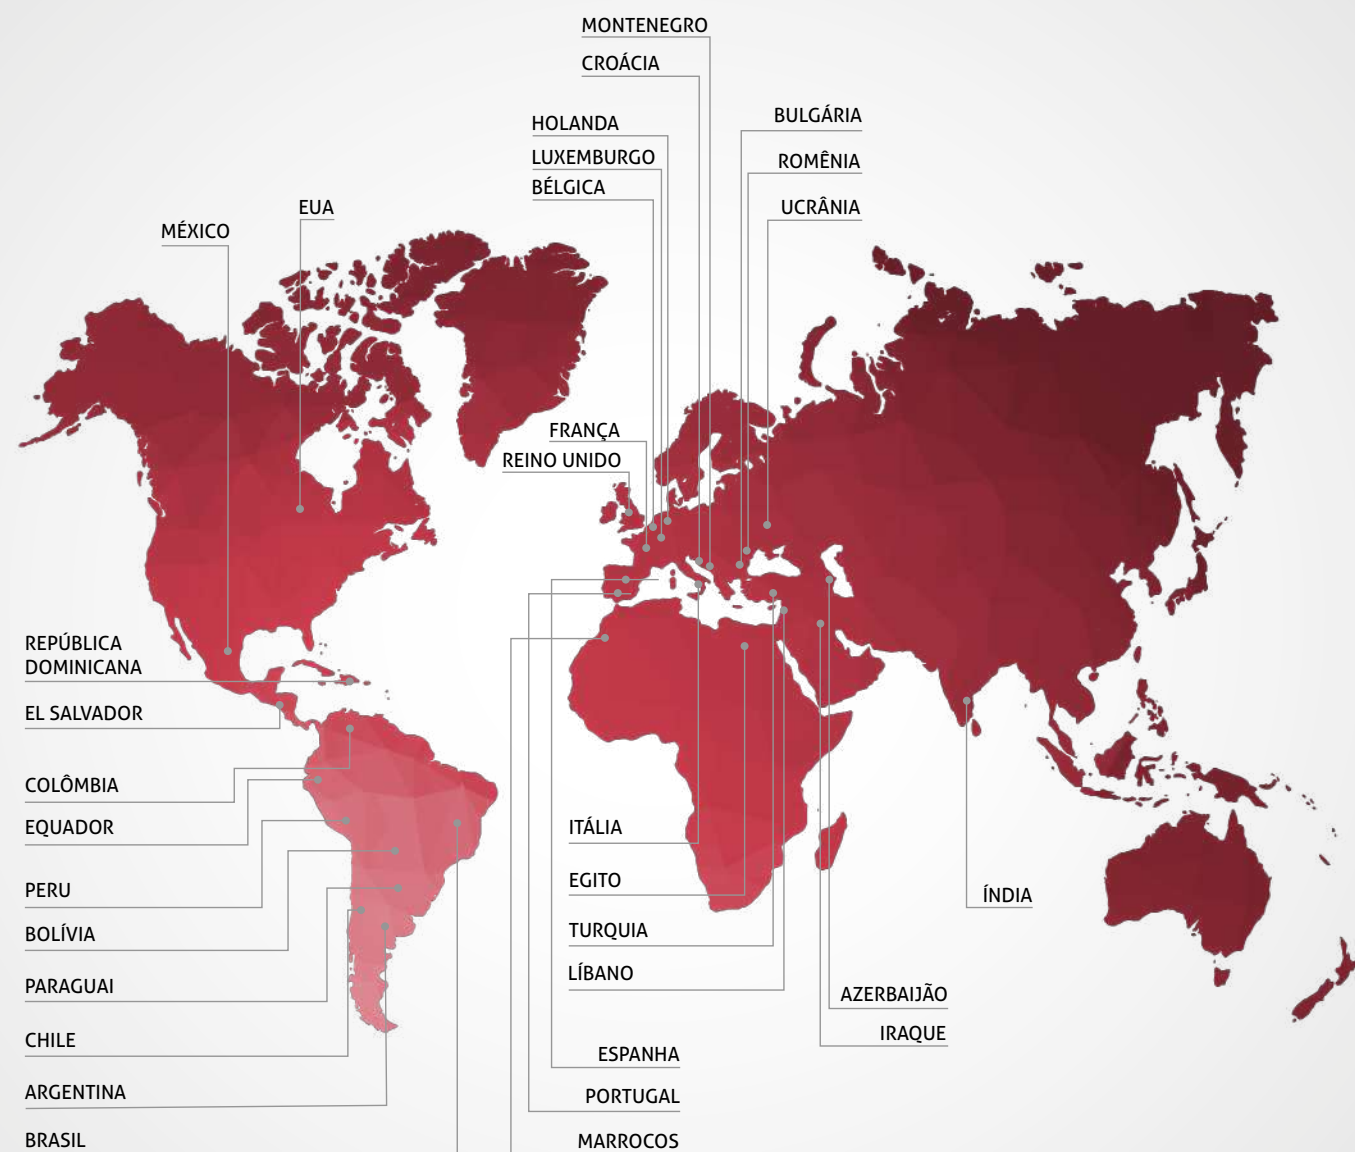 MONTENEGRO
CROÁCIA
BULGÁRIA
HOLANDA
LUXEMBURGO
ROMÊNIA
BÉLGICA
EUA
UCRÂNIA
MÉXICO
FRANÇA
REINO UNIDO
REPÚBLICA
DOMINICANA
EL SALVADOR
COLÔMBIA
EQUADOR
PERU
BOLÍVIA
PARAGUAI
CHILE
ARGENTINA
BRASIL
ITÁLIA
EGITO
TURQUIA
LÍBANO
ESPANHA
PORTUGAL
MARROCOS
ÍNDIA
AZERBAIJÃO
IRAQUE